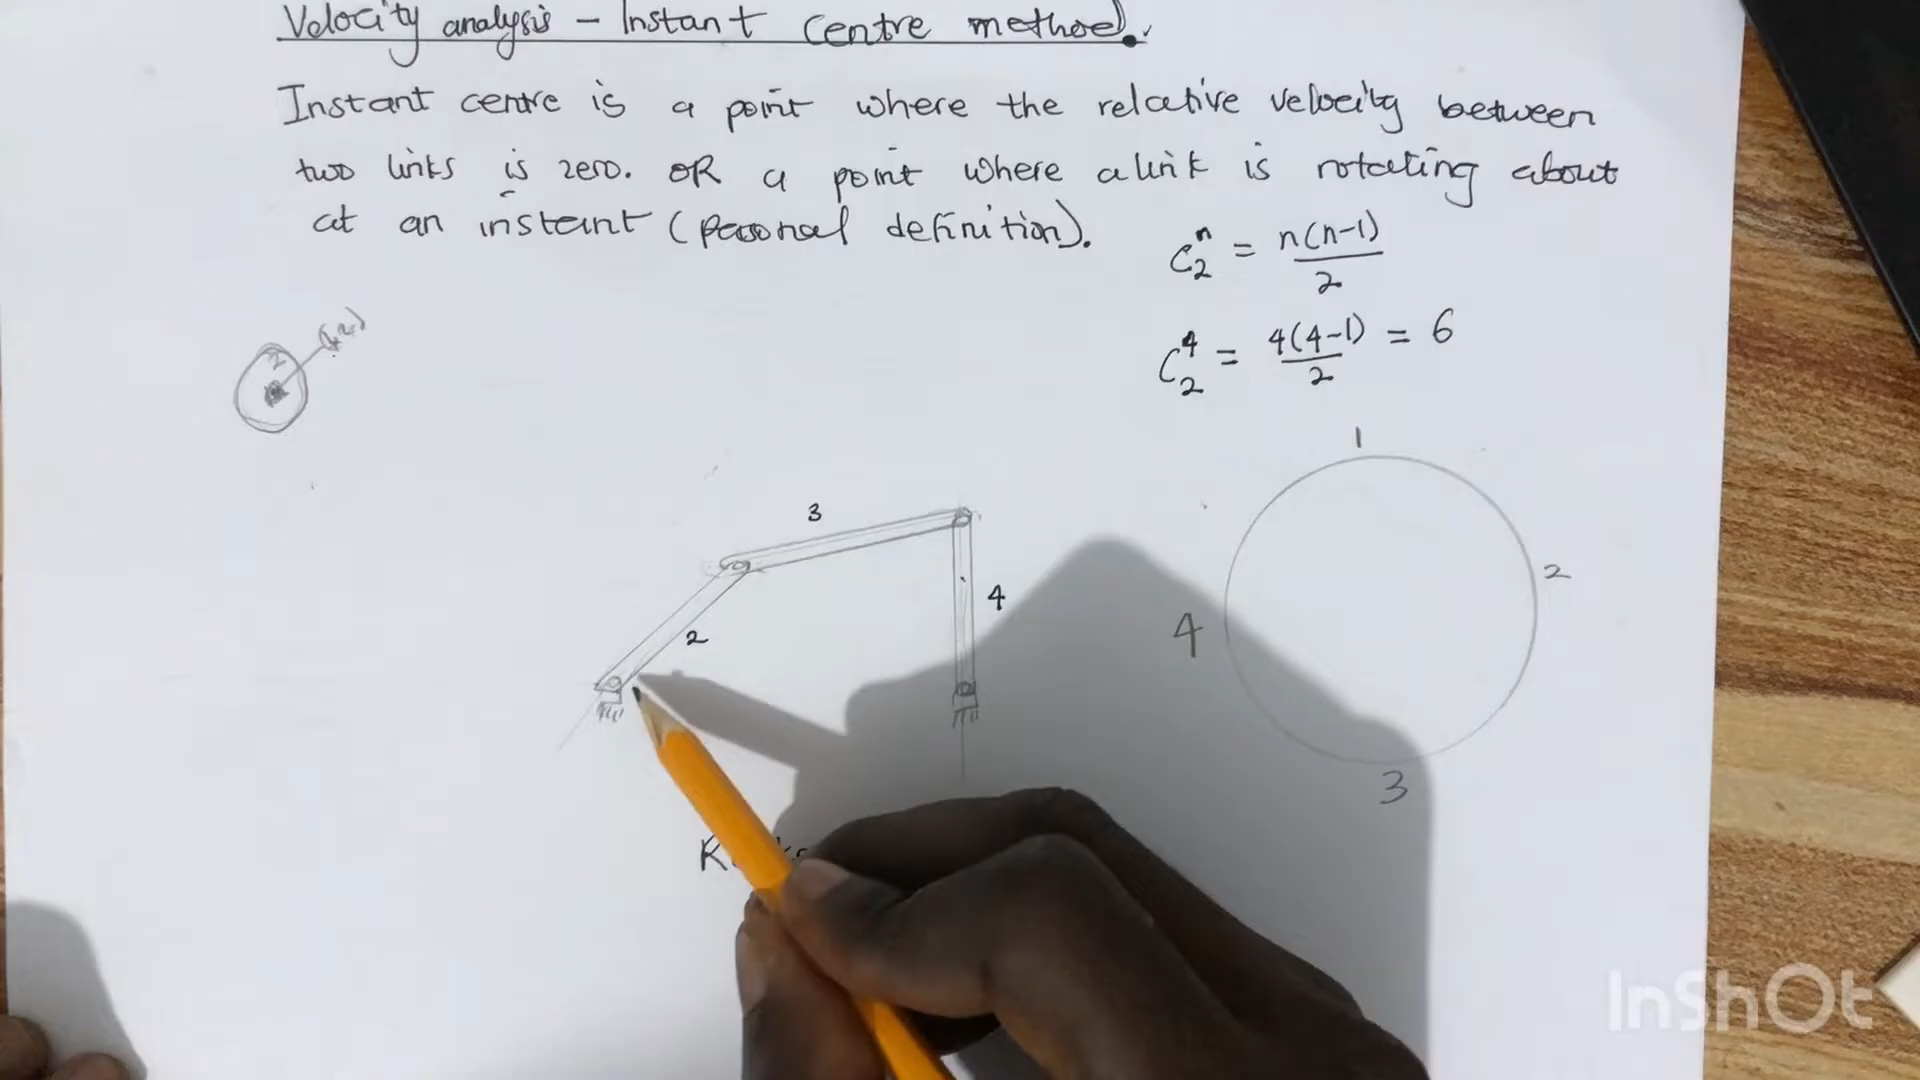 Velocity analysis - Instant Centre method.
Instant centre is a point where the relative velocity between
two links is zero. OR a point where a link is rotating about
at an instant (personal definition).
C₂ⁿ = n(n-1)/2
C₂⁴ = 4(4-1)/2 = 6
2
1
3
2
4
2
4
3
InShOt